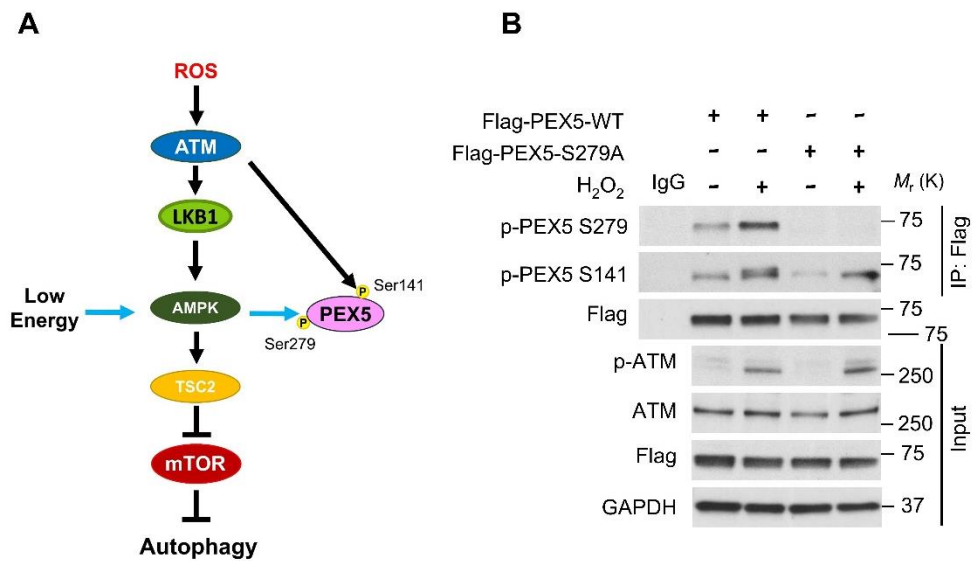 A
ROS
ATM
LKB1
Low
Energy
AMPK
P
Ser141
PEX5
P
Ser279
TSC2
mTOR
Autophagy
B
Flag-PEX5-WT + + - -
Flag-PEX5-S279A - - + +
H2O2 IgG - + - + Mr (K)
p-PEX5 S279 75
p-PEX5 S141 75
Flag 75
75
IP: Flag
p-ATM 250
ATM 250
Flag 75
GAPDH 37
Input